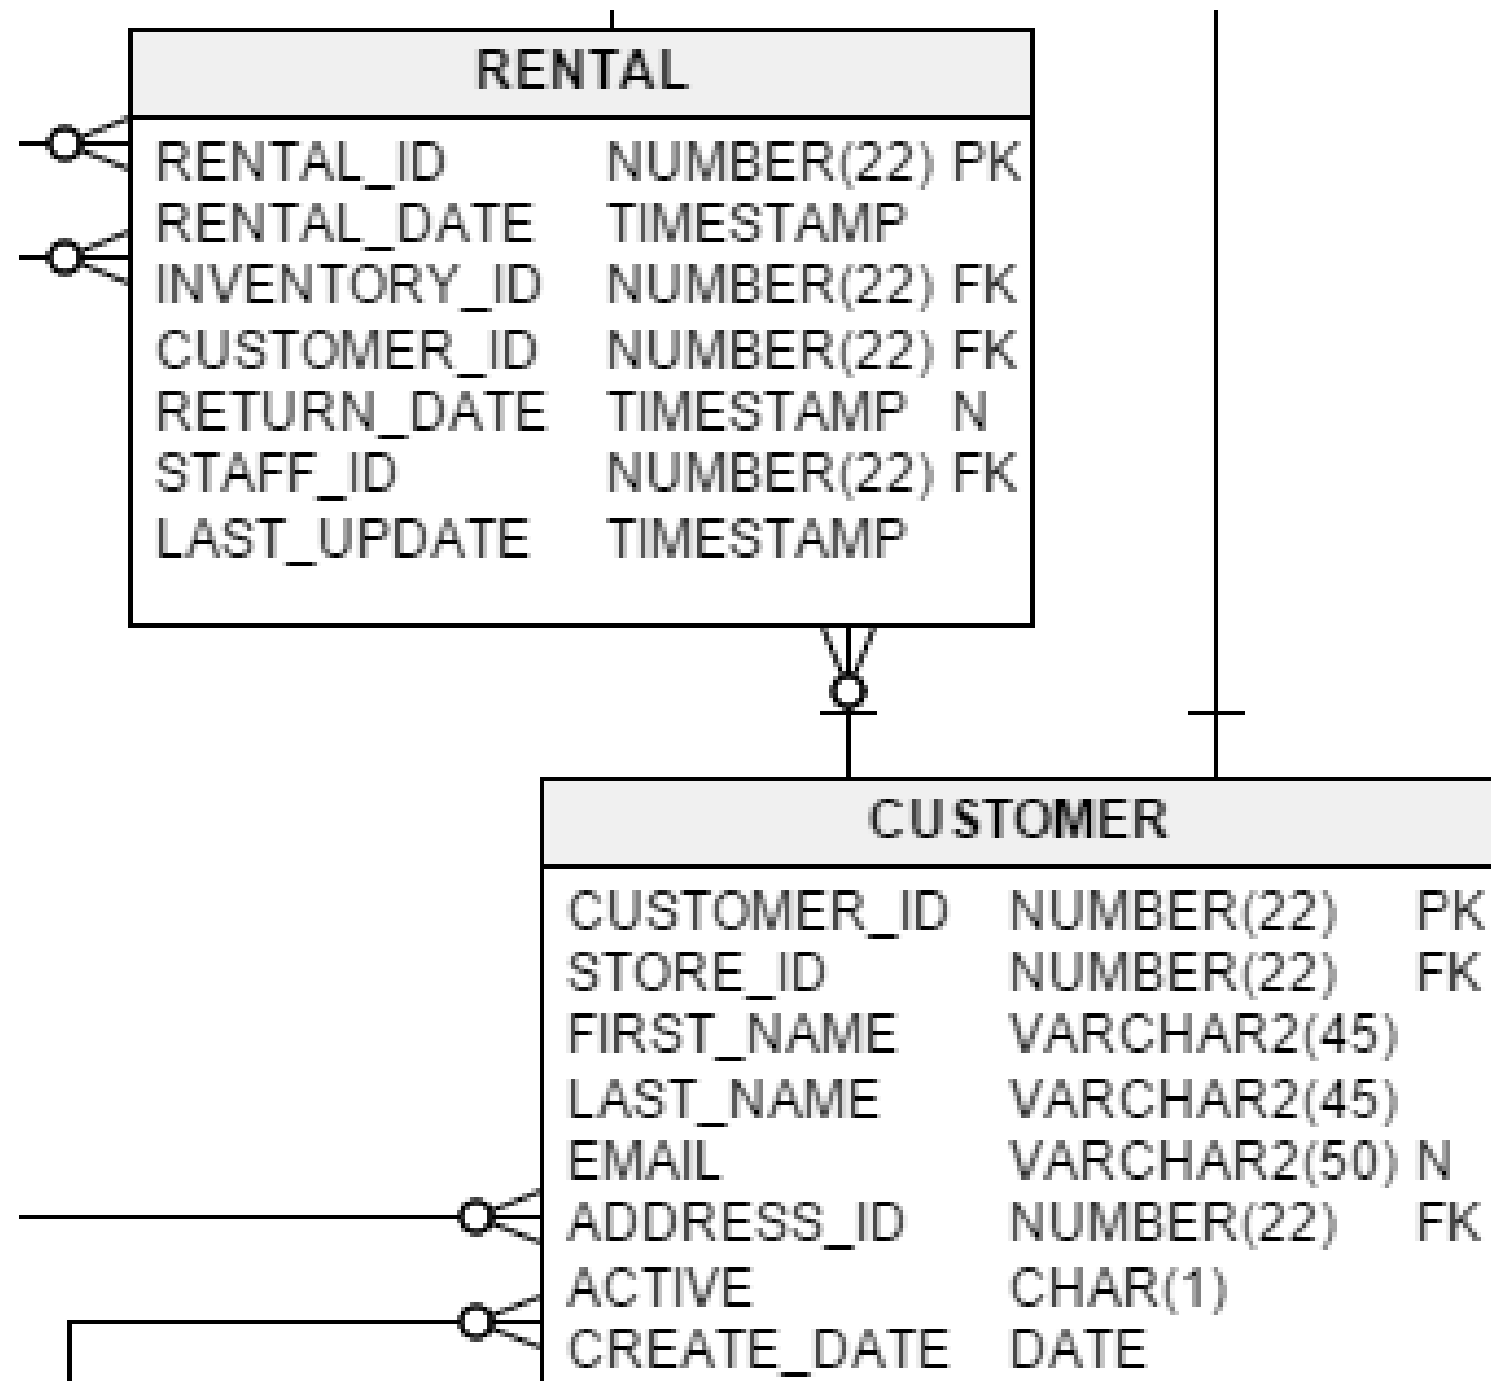 RENTAL
RENTAL_ID NUMBER(22) PK
RENTAL_DATE TIMESTAMP
INVENTORY_ID NUMBER(22) FK
CUSTOMER_ID NUMBER(22) FK
RETURN_DATE TIMESTAMP N
STAFF_ID NUMBER(22) FK
LAST_UPDATE TIMESTAMP
CUSTOMER
CUSTOMER_ID NUMBER(22) PK
STORE_ID NUMBER(22) FK
FIRST_NAME VARCHAR2(45)
LAST_NAME VARCHAR2(45)
EMAIL VARCHAR2(50) N
ADDRESS_ID NUMBER(22) FK
ACTIVE CHAR(1)
CREATE_DATE DATE